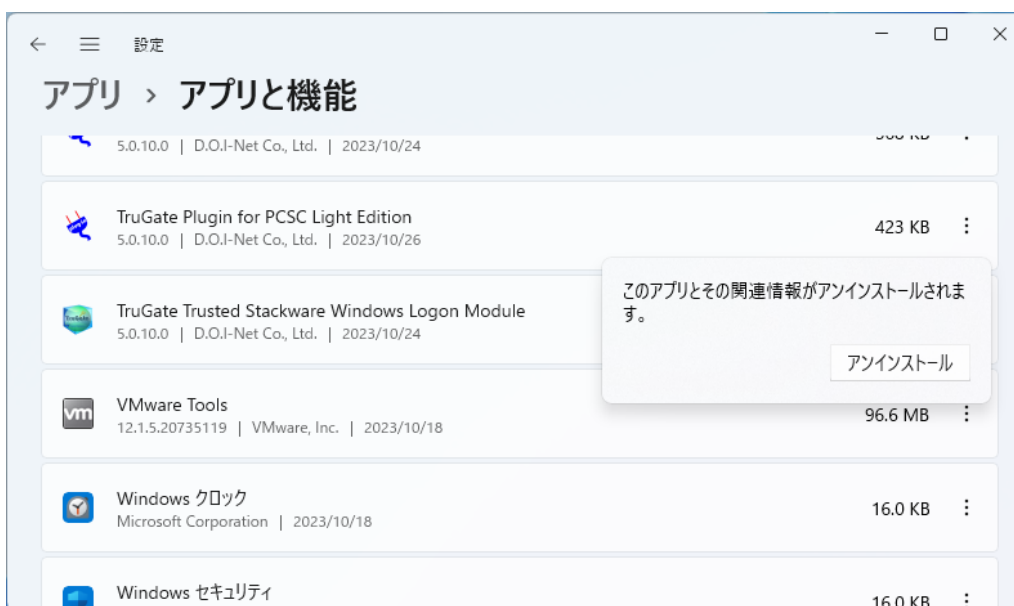 設定
アプリ › アプリと機能
5.0.10.0 | D.O.I-Net Co., Ltd. | 2023/10/24
TruGate Plugin for PCSC Light Edition
5.0.10.0 | D.O.I-Net Co., Ltd. | 2023/10/26
423 KB
TruGate Trusted Stackware Windows Logon Module
5.0.10.0 | D.O.I-Net Co., Ltd. | 2023/10/24
このアプリとその関連情報がアンインストールされま
す。
アンインストール
vm
VMware Tools
12.1.5.20735119 | VMware, Inc. | 2023/10/18
96.6 MB
Windows クロック
Microsoft Corporation | 2023/10/18
16.0 KB
Windows セキュリティ
16.0 KB